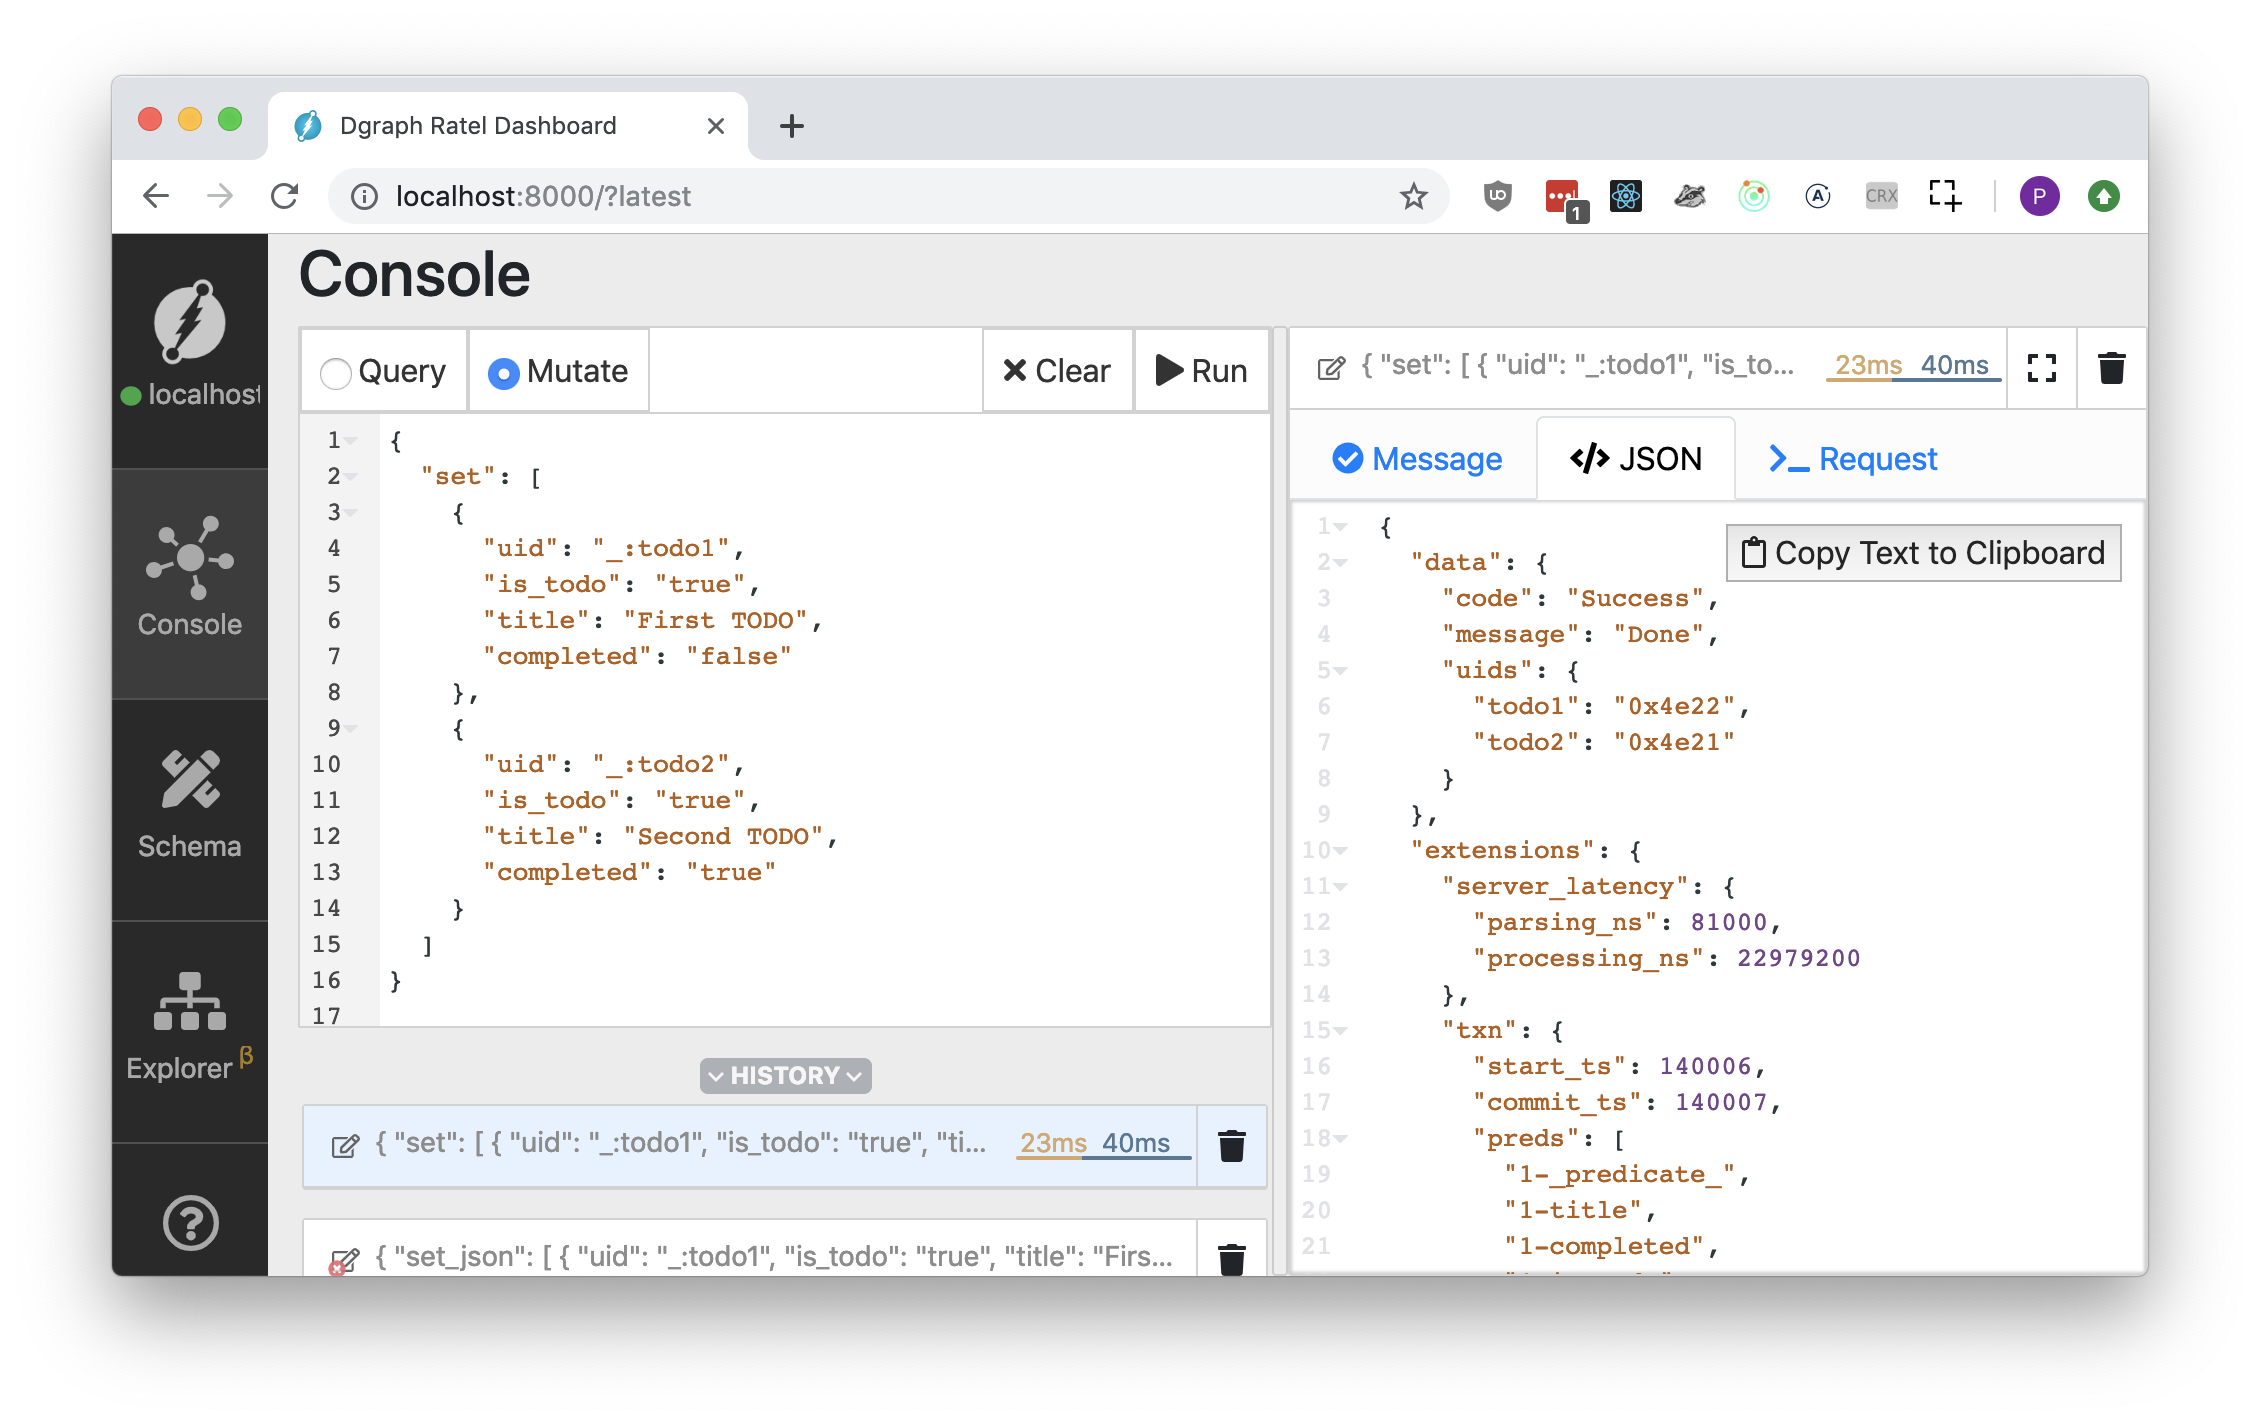 Dgraph Ratel Dashboard
localhost:8000/?latest
1
CRX
P
localhost
Console
Schema
Explorer β
Console
Query
Mutate
Clear
Run
1 {
2 "set": [
3 {
4 "uid": "_:todo1",
5 "is_todo": "true",
6 "title": "First TODO",
7 "completed": "false"
8 },
9 {
10 "uid": "_:todo2",
11 "is_todo": "true",
12 "title": "Second TODO",
13 "completed": "true"
14 }
15 ]
16 }
17
HISTORY
{ "set": [ { "uid": "_:todo1", "is_todo": "true", "ti... 23ms 40ms
{ "set_json": [ { "uid": "_:todo1", "is_todo": "true", "title": "Firs...
{ "set": [ { "uid": "_:todo1", "is_to... 23ms 40ms
Message
JSON
Request
Copy Text to Clipboard
1 {
2 "data": {
3 "code": "Success",
4 "message": "Done",
5 "uids": {
6 "todo1": "0x4e22",
7 "todo2": "0x4e21"
8 }
9 },
10 "extensions": {
11 "server_latency": {
12 "parsing_ns": 81000,
13 "processing_ns": 22979200
14 },
15 "txn": {
16 "start_ts": 140006,
17 "commit_ts": 140007,
18 "preds": [
19 "1-_predicate_",
20 "1-title",
21 "1-completed",